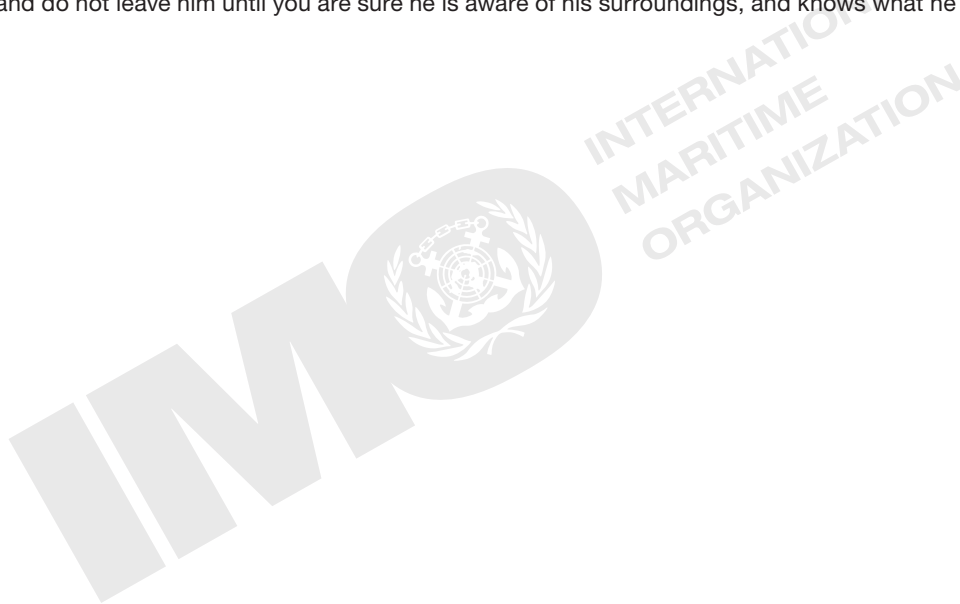 and do not leave him until you are sure he is aware of his surroundings, and knows what he
INTERNATION
MARITIME
ORGANIZATION
IMO